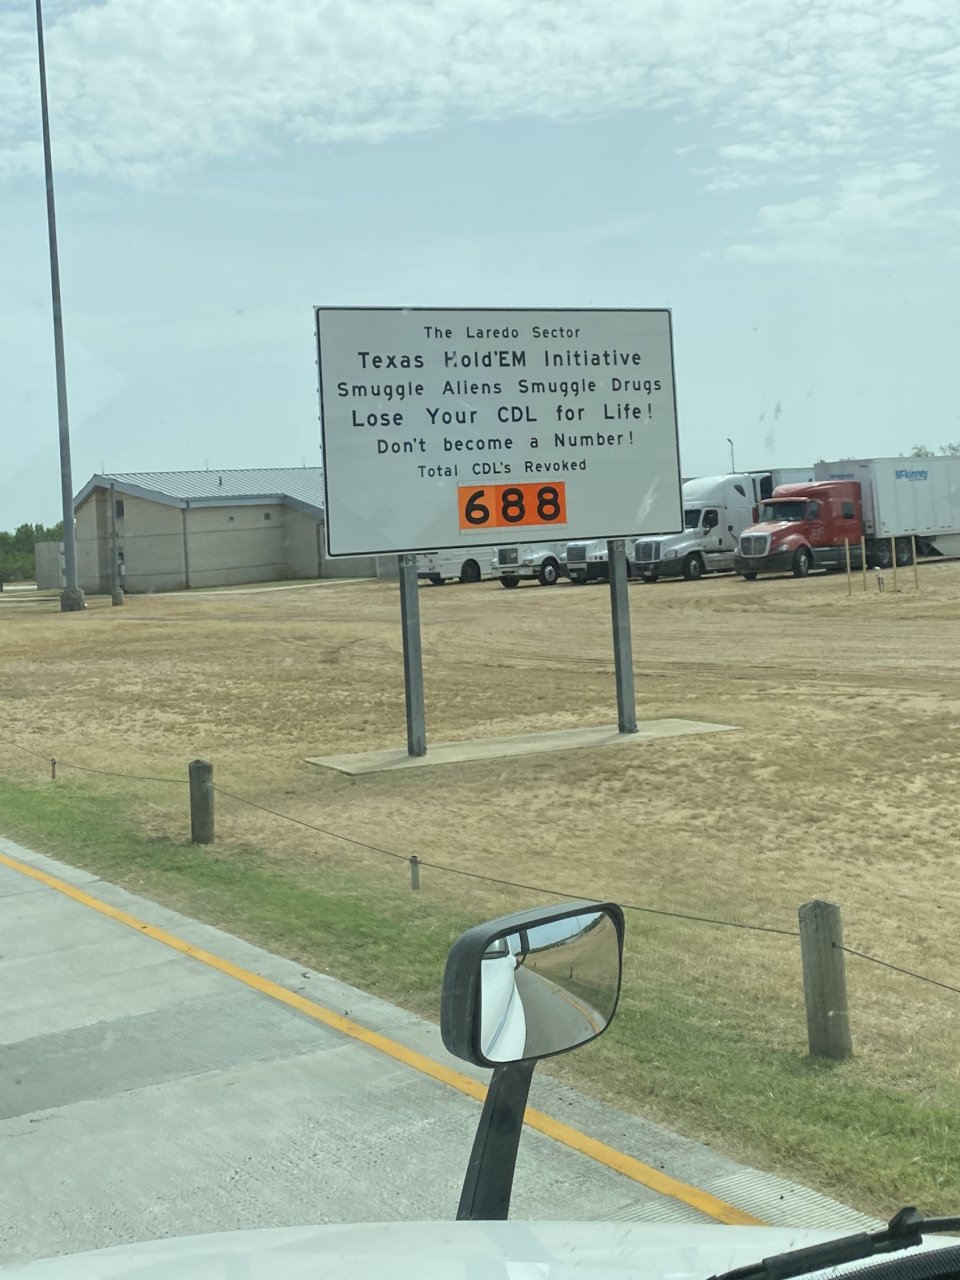 The Laredo Sector
Texas Hold'EM Initiative
Smuggle Aliens Smuggle Drugs
Lose Your CDL for Life!
Don't become a Number!
Total CDL's Revoked
688
McKinney